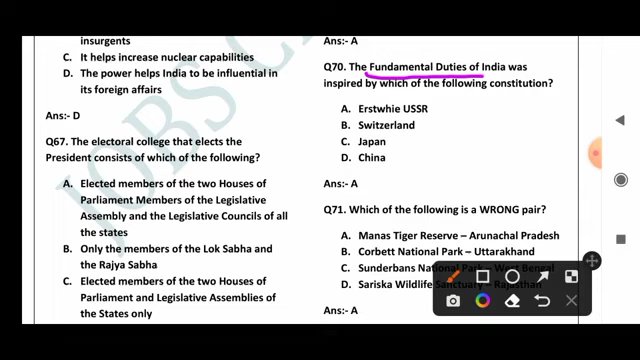 insurgents
C. It helps increase nuclear capabilities
D. The power helps India to be influential in
its foreign affairs
Ans:- D
Q67. The electoral college that elects the
President consists of which of the following?
A. Elected members of the two Houses of
Parliament Members of the Legislative
Assembly and the Legislative Councils of all
the states
B. Only the members of the Lok Sabha and
the Rajya Sabha
C. Elected members of the two Houses of
Parliament and Legislative Assemblies of
the States only
Ans:- A
Q70. The Fundamental Duties of India was
inspired by which of the following constitution?
A. Erstwhie USSR
B. Switzerland
C. Japan
D. China
Ans:- A
Q71. Which of the following is a WRONG pair?
A. Manas Tiger Reserve – Arunachal Pradesh
B. Corbett National Park – Uttarakhand
C. Sunderbans National Park – West Bengal
D. Sariska Wildlife Sanctuary – Rajasthan
Ans:- A
JOBS